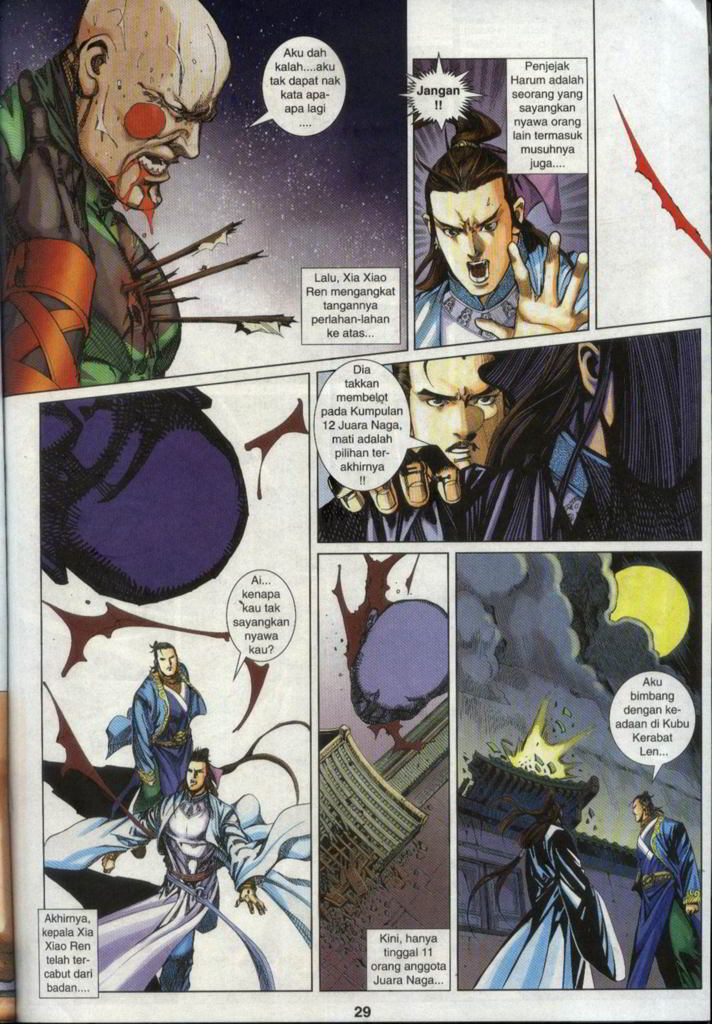 Aku dah
kalah....aku
tak dapat nak
kata apa-
apa lagi
....
Lalu, Xia Xiao
Ren mengangkat
tangannya
perlahan-lahan
ke atas...
Jangan
!!
Penjejak
Harum adalah
seorang yang
sayangkan
nyawa orang
lain termasuk
musuhnya
juga....
Dia
takkan
membelot
pada Kumpulan
12 Juara Naga,
mati adalah
pilihan ter-
akhirnya
!!
Ai...
kenapa
kau tak
sayangkan
nyawa
kau?
Akhirnya,
kepala Xia
Xiao Ren
telah ter-
cabut dari
badan....
Kini, hanya
tinggal 11
orang anggota
Juara Naga...
Aku
bimbang
dengan ke-
adaan di Kubu
Kerabat
Len...
29